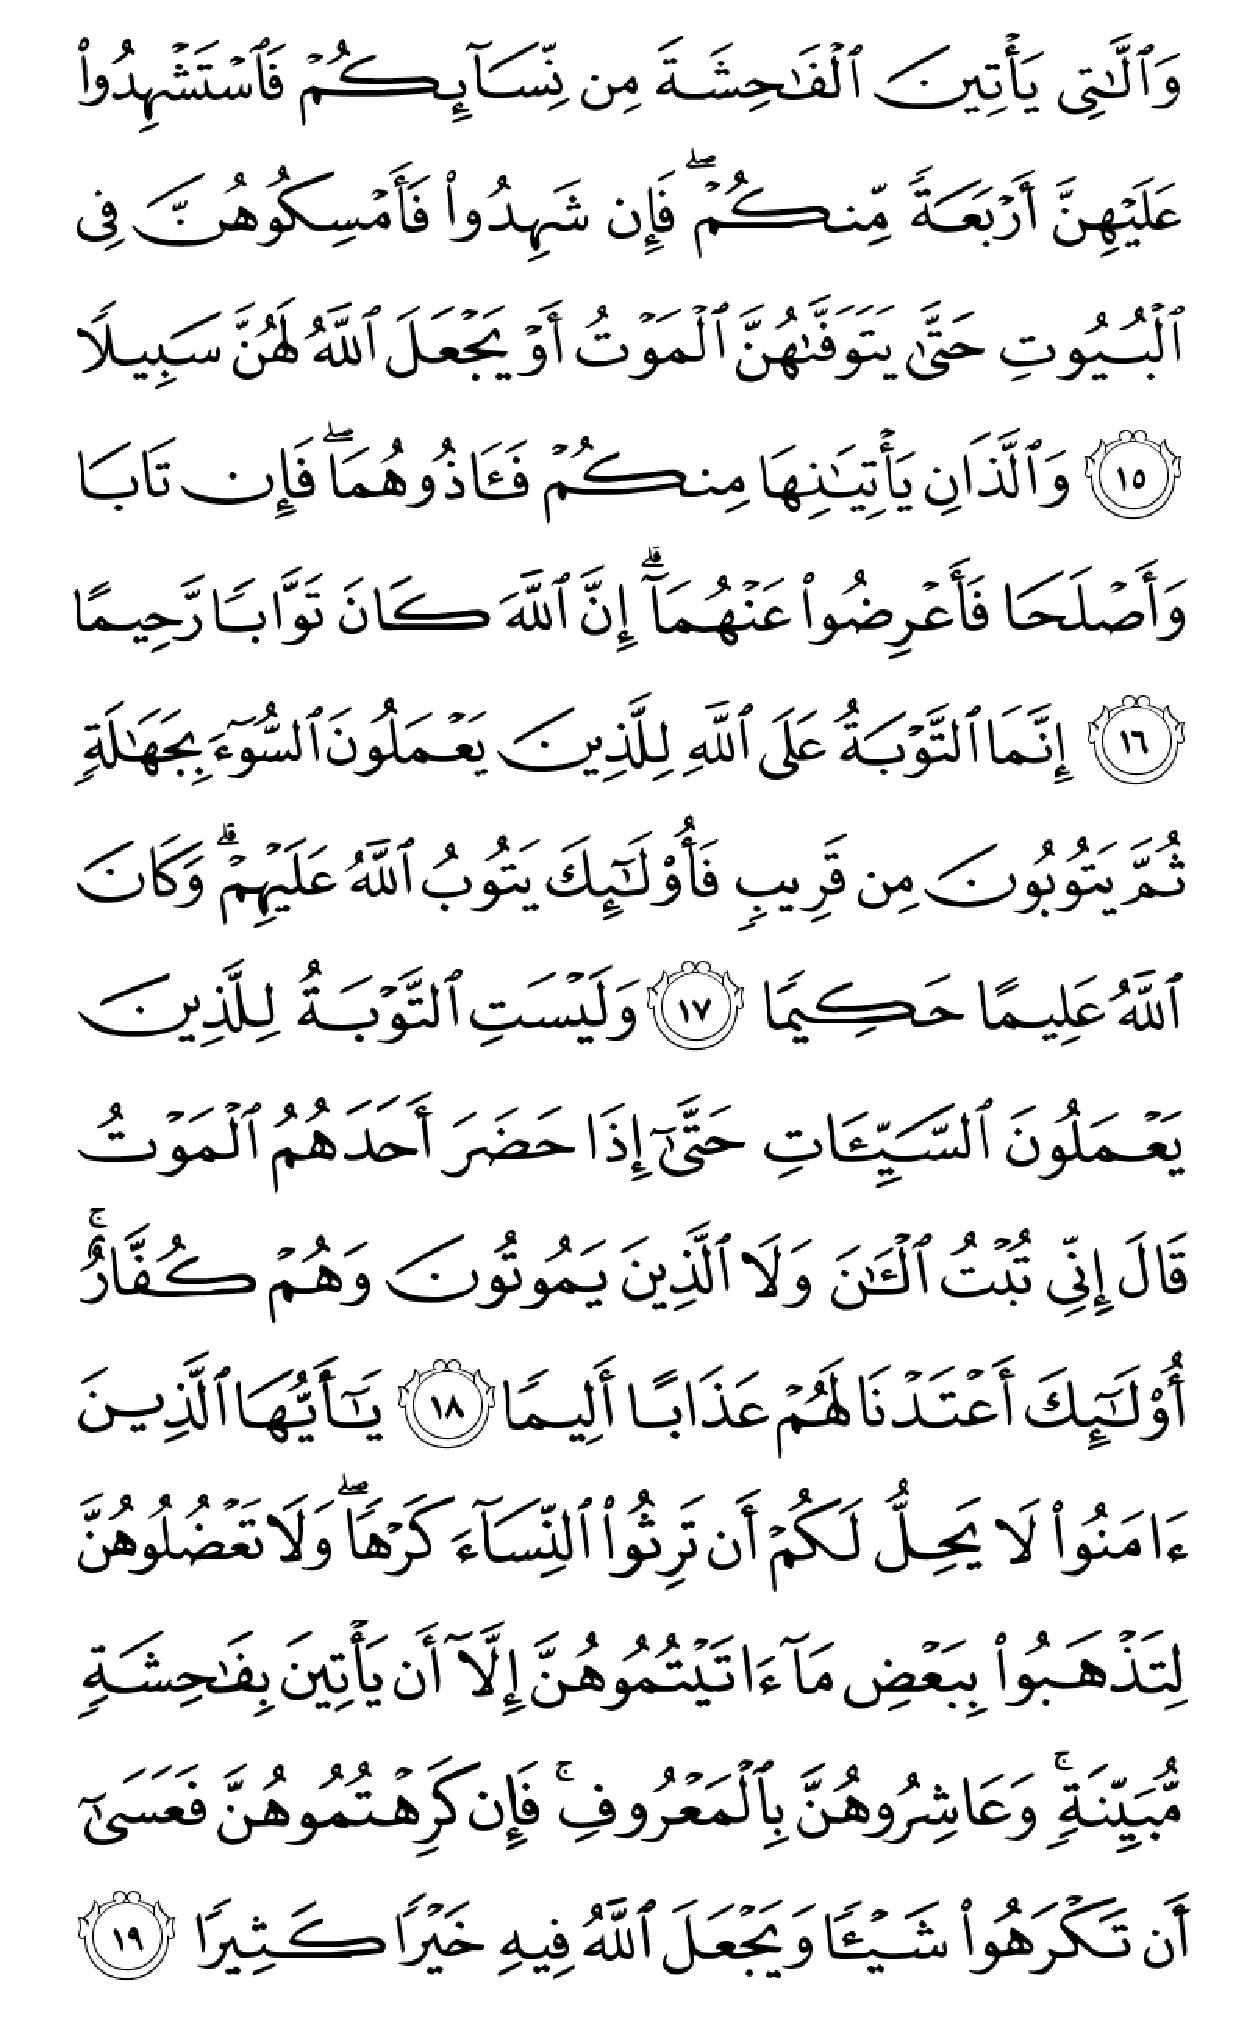 وَٱلَّٰتِى يَأْتِينَ ٱلْفَٰحِشَةَ مِن نِّسَآئِكُمْ فَٱسْتَشْهِدُوا۟
عَلَيْهِنَّ أَرْبَعَةً مِّنكُمْ ۖ فَإِن شَهِدُوا۟ فَأَمْسِكُوهُنَّ فِى
ٱلْبُيُوتِ حَتَّىٰ يَتَوَفَّىٰهُنَّ ٱلْمَوْتُ أَوْ يَجْعَلَ ٱللَّهُ لَهُنَّ سَبِيلًا
١٥ وَٱلَّذَانِ يَأْتِيَٰنِهَا مِنكُمْ فَـَٔاذُوهُمَا ۖ فَإِن تَابَا
وَأَصْلَحَا فَأَعْرِضُوا۟ عَنْهُمَآ ۗ إِنَّ ٱللَّهَ كَانَ تَوَّابًا رَّحِيمًا
١٦ إِنَّمَا ٱلتَّوْبَةُ عَلَى ٱللَّهِ لِلَّذِينَ يَعْمَلُونَ ٱلسُّوٓءَ بِجَهَٰلَةٍ
ثُمَّ يَتُوبُونَ مِن قَرِيبٍ فَأُو۟لَٰٓئِكَ يَتُوبُ ٱللَّهُ عَلَيْهِمْ ۗ وَكَانَ
ٱللَّهُ عَلِيمًا حَكِيمًا ١٧ وَلَيْسَتِ ٱلتَّوْبَةُ لِلَّذِينَ
يَعْمَلُونَ ٱلسَّيِّـَٔاتِ حَتَّىٰٓ إِذَا حَضَرَ أَحَدَهُمُ ٱلْمَوْتُ
قَالَ إِنِّى تُبْتُ ٱلْـَٰٔنَ وَلَا ٱلَّذِينَ يَمُوتُونَ وَهُمْ كُفَّارٌ ۚ
أُو۟لَٰٓئِكَ أَعْتَدْنَا لَهُمْ عَذَابًا أَلِيمًا ١٨ يَٰٓأَيُّهَا ٱلَّذِينَ
ءَامَنُوا۟ لَا يَحِلُّ لَكُمْ أَن تَرِثُوا۟ ٱلنِّسَآءَ كَرْهًا ۖ وَلَا تَعْضُلُوهُنَّ
لِتَذْهَبُوا۟ بِبَعْضِ مَآ ءَاتَيْتُمُوهُنَّ إِلَّآ أَن يَأْتِينَ بِفَٰحِشَةٍ
مُّبَيِّنَةٍ ۚ وَعَاشِرُوهُنَّ بِٱلْمَعْرُوفِ ۚ فَإِن كَرِهْتُمُوهُنَّ فَعَسَىٰٓ
أَن تَكْرَهُوا۟ شَيْـًٔا وَيَجْعَلَ ٱللَّهُ فِيهِ خَيْرًا كَثِيرًا ١٩